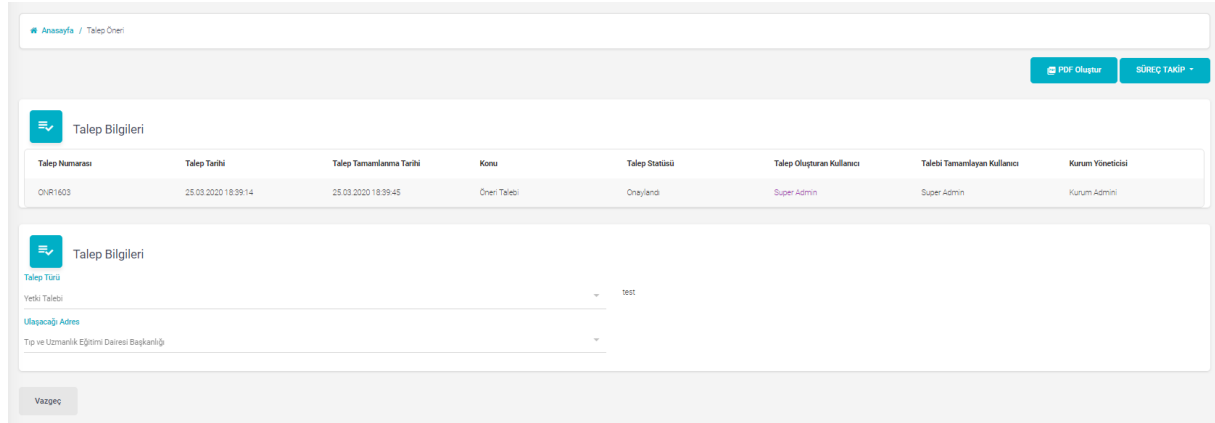 Anasayfa / Talep Öneri
PDF Oluştur SÜREÇ TAKİP
Talep Bilgileri
Talep Numarası Talep Tarihi Talep Tamamlanma Tarihi Konu Talep Statüsü Talep Oluşturan Kullanıcı Talebi Tamamlayan Kullanıcı Kurum Yöneticisi
ONR1603 25.03.2020 18:39:14 25.03.2020 18:39:45 Öneri Talebi Onaylandı Super Admin Super Admin Kurum Admini
Talep Bilgileri
Talep Türü
Yetki Talebi test
Ulaşacağı Adres
Tıp ve Uzmanlık Eğitimi Dairesi Başkanlığı
Vazgeç